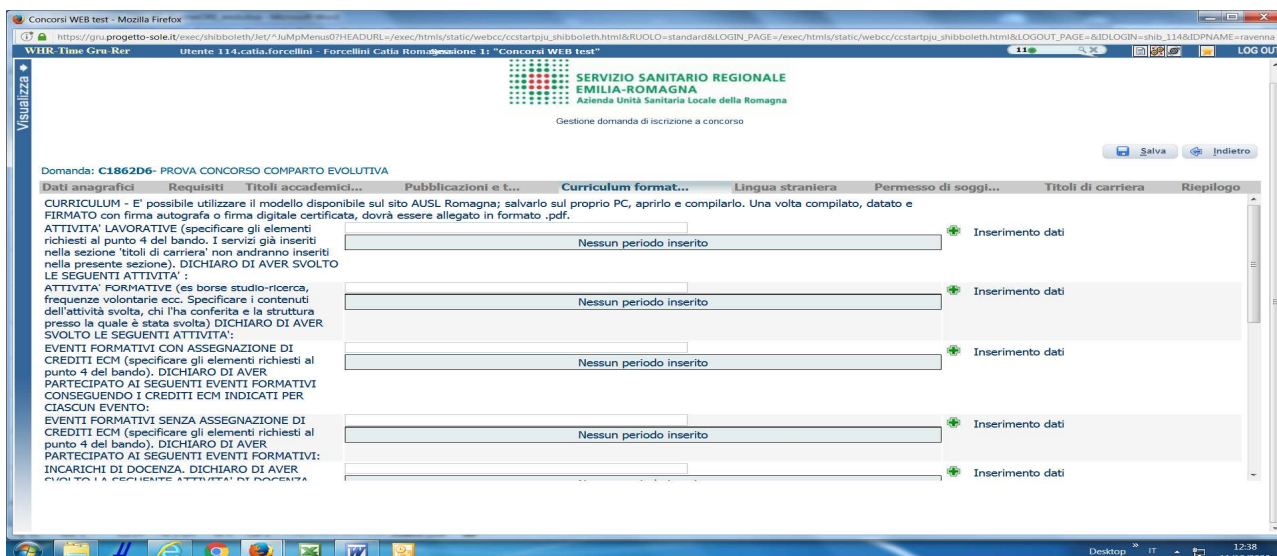 Concorsi WEB test - Mozilla Firefox
https://gru.progetto-sole.it/exec/shibboleth/Jet/^JuMpMenus0?HEADURL=/exec/htmls/static/webcc/ccstartpju_shibboleth.html&RUOLO=standard&LOGIN_PAGE=/exec/htmls/static/webcc/ccstartpju_shibboleth.html&LOGOUT_PAGE=&IDLOGIN=shib_114&IDPNAME=ravenna
WHR-Time Gru-Rer Utente 114.catia.forcellini - Forcellini Catia 1: "Concorsi WEB test" 11 LOG OUT
Visualizza
SERVIZIO SANITARIO REGIONALE
EMILIA-ROMAGNA
Azienda Unità Sanitaria Locale della Romagna
Gestione domanda di iscrizione a concorso
Salva Indietro
Domanda: C1862D6- PROVA CONCORSO COMPARTO EVOLUTIVA
Dati anagrafici Requisiti Titoli accademici... Pubblicazioni e t... Curriculum format... Lingua straniera Permesso di soggi... Titoli di carriera Riepilogo
CURRICULUM - E' possibile utilizzare il modello disponibile sul sito AUSL Romagna; salvarlo sul proprio PC, aprirlo e compilarlo. Una volta compilato, datato e
FIRMATO con firma autografa o firma digitale certificata, dovrà essere allegato in formato .pdf.
ATTIVITA' LAVORATIVE (specificare gli elementi
richiesti al punto 4 del bando. I servizi già inseriti
nella sezione 'titoli di carriera' non andranno inseriti
nella presente sezione). DICHIARO DI AVER SVOLTO
LE SEGUENTI ATTIVITA' :
Nessun periodo inserito
Inserimento dati
ATTIVITA' FORMATIVE (es borse studio-ricerca,
frequenze volontarie ecc. Specificare i contenuti
dell'attività svolta, chi l'ha conferita e la struttura
presso la quale è stata svolta) DICHIARO DI AVER
SVOLTO LE SEGUENTI ATTIVITA':
Nessun periodo inserito
Inserimento dati
EVENTI FORMATIVI CON ASSEGNAZIONE DI
CREDITI ECM (specificare gli elementi richiesti al
punto 4 del bando). DICHIARO DI AVER
PARTECIPATO AI SEGUENTI EVENTI FORMATIVI
CONSEGUENDO I CREDITI ECM INDICATI PER
CIASCUN EVENTO:
Nessun periodo inserito
Inserimento dati
EVENTI FORMATIVI SENZA ASSEGNAZIONE DI
CREDITI ECM (specificare gli elementi richiesti al
punto 4 del bando). DICHIARO DI AVER
PARTECIPATO AI SEGUENTI EVENTI FORMATIVI:
Nessun periodo inserito
Inserimento dati
INCARICHI DI DOCENZA. DICHIARO DI AVER
SVOLTO LA SEGUENTE ATTIVITA' DI DOCENZA
Inserimento dati
Desktop IT 12:38